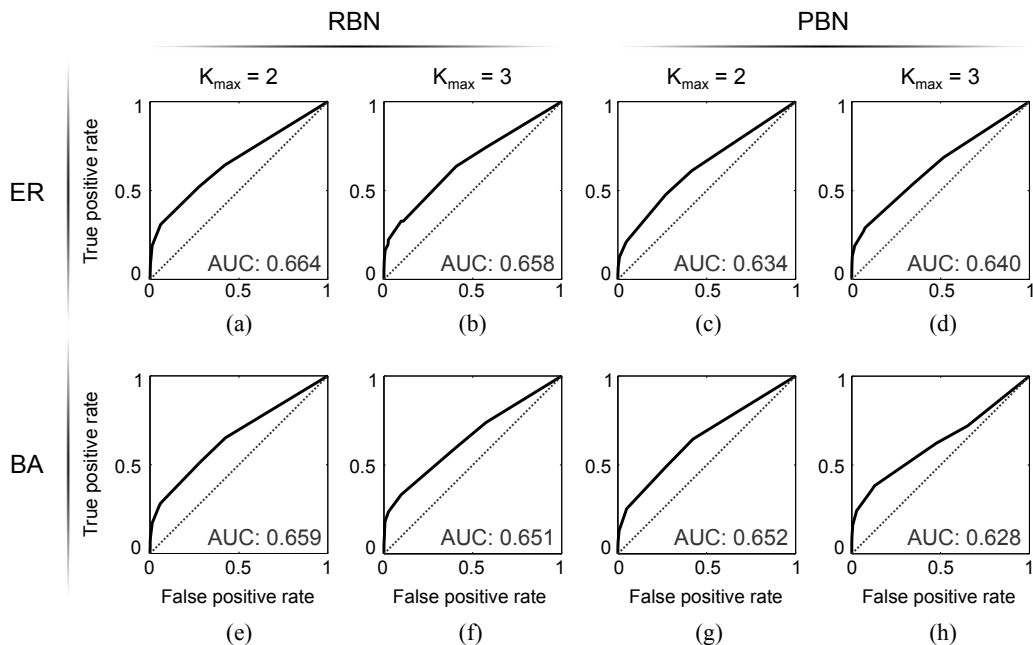 RBN PBN
K_max = 2 K_max = 3 K_max = 2 K_max = 3
ER
True positive rate
1 1 1 1
0.5 0.5 0.5 0.5
0 0 0 0
AUC: 0.664 AUC: 0.658 AUC: 0.634 AUC: 0.640
0 0.5 1 0 0.5 1 0 0.5 1 0 0.5 1
(a) (b) (c) (d)
BA
True positive rate
1 1 1 1
0.5 0.5 0.5 0.5
0 0 0 0
AUC: 0.659 AUC: 0.651 AUC: 0.652 AUC: 0.628
0 0.5 1 0 0.5 1 0 0.5 1 0 0.5 1
False positive rate False positive rate False positive rate False positive rate
(e) (f) (g) (h)